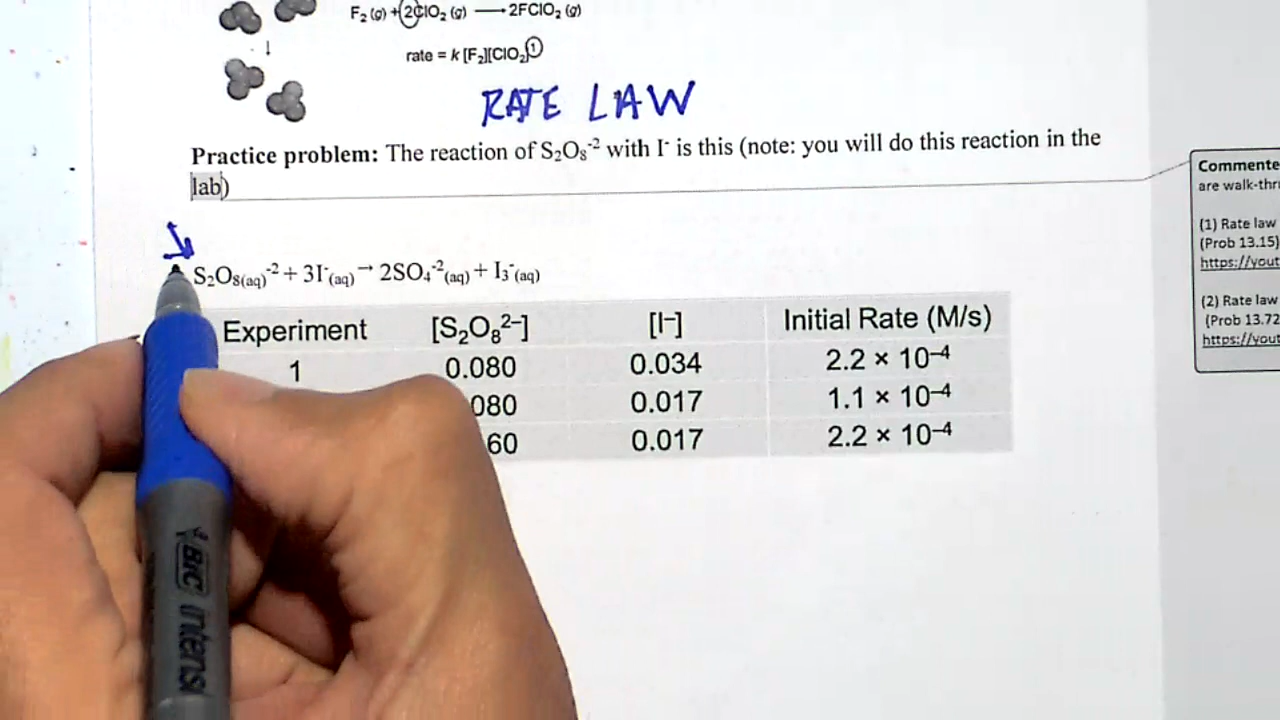 F₂ (g) + 2ClO₂ (g) ⟶ 2FClO₂ (g)
rate = k [F₂][ClO₂]①
RATE LAW
Practice problem: The reaction of S₂O₈⁻² with I⁻ is this (note: you will do this reaction in the
lab)
S₂O₈(aq)⁻² + 3I⁻(aq) → 2SO₄⁻²(aq) + I₃⁻(aq)
Experiment [S₂O₈²⁻] [I⁻] Initial Rate (M/s)
1 0.080 0.034 2.2 × 10⁻⁴
080 0.017 1.1 × 10⁻⁴
60 0.017 2.2 × 10⁻⁴
Commente
are walk-thr
(1) Rate law
(Prob 13.15)
https://yout
(2) Rate law
(Prob 13.72
https://yout
BIC intensi